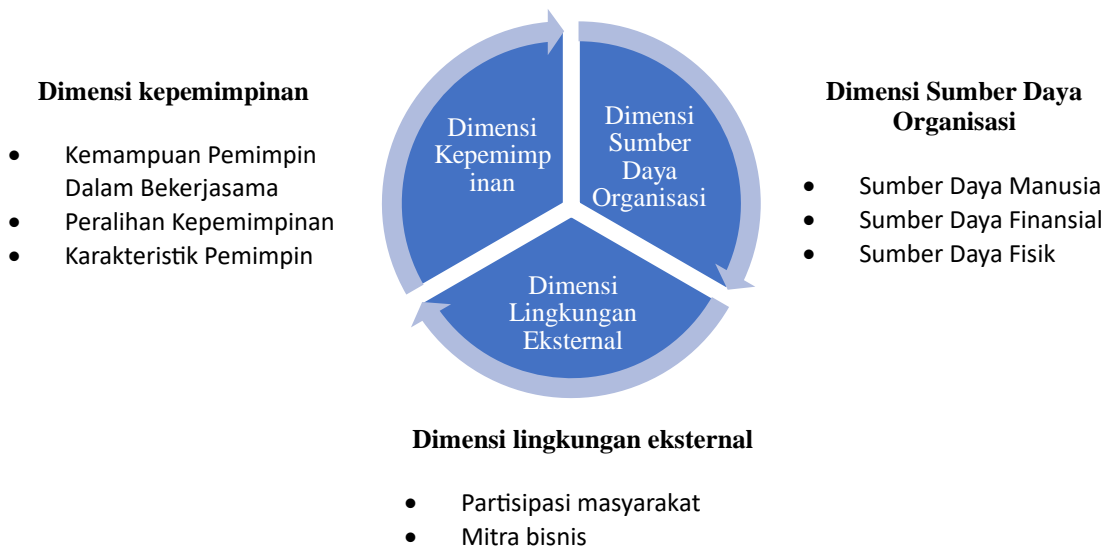 Dimensi kepemimpinan
• Kemampuan Pemimpin
Dalam Bekerjasama
• Peralihan Kepemimpinan
• Karakteristik Pemimpin
Dimensi
Kepemimp
inan
Dimensi
Sumber
Daya
Organisasi
Dimensi
Lingkungan
Eksternal
Dimensi Sumber Daya
Organisasi
• Sumber Daya Manusia
• Sumber Daya Finansial
• Sumber Daya Fisik
Dimensi lingkungan eksternal
• Partisipasi masyarakat
• Mitra bisnis